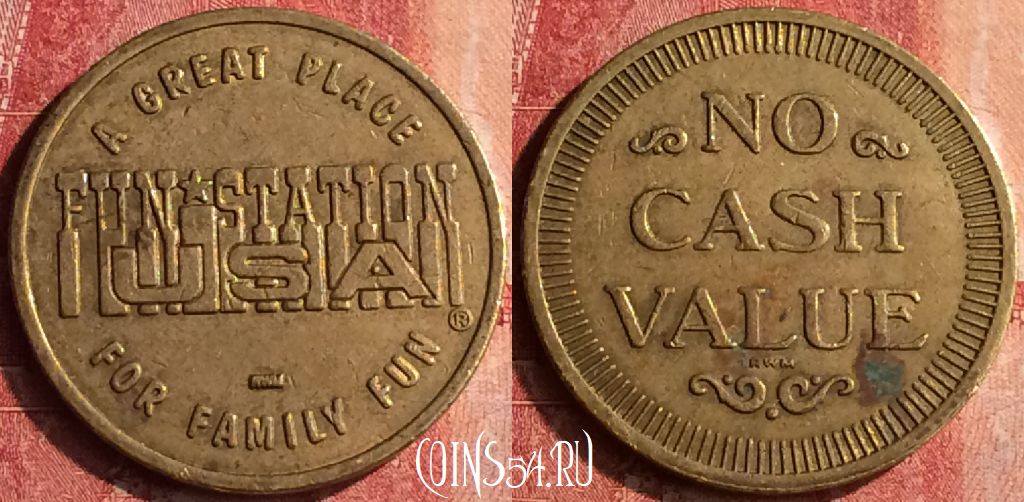 A GREAT PLACE
FUN STATION
USA ®
FOR FAMILY FUN
NO
CASH
VALUE
RWM
COINS54.RU